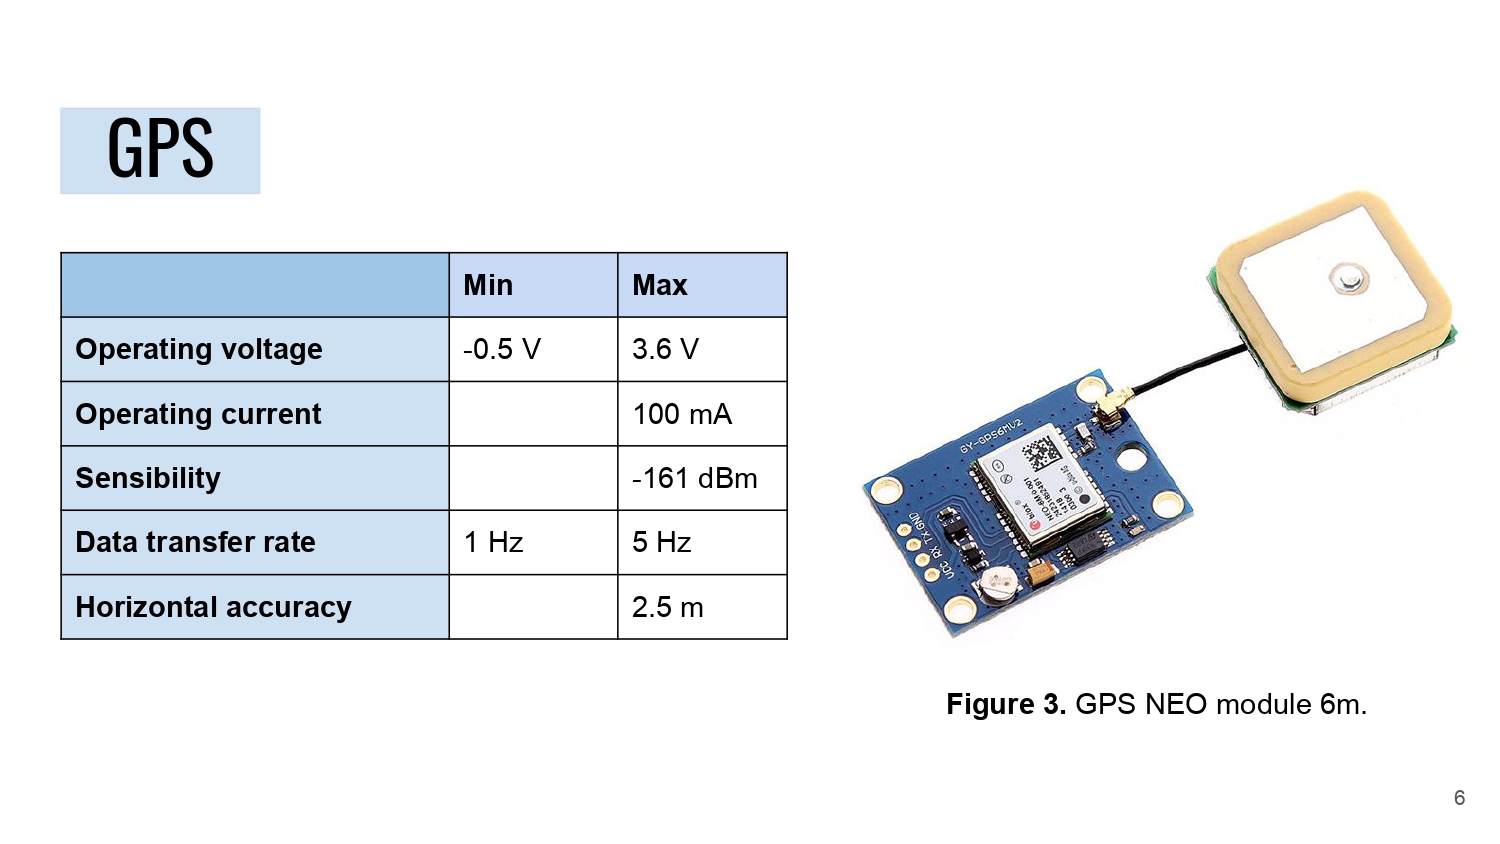 GPS
Min Max
Operating voltage -0.5 V 3.6 V
Operating current 100 mA
Sensibility -161 dBm
Data transfer rate 1 Hz 5 Hz
Horizontal accuracy 2.5 m
GY-GPS6MV2
NEO-6M-0-001
GND
TX
RX
VCC
Figure 3. GPS NEO module 6m.
6